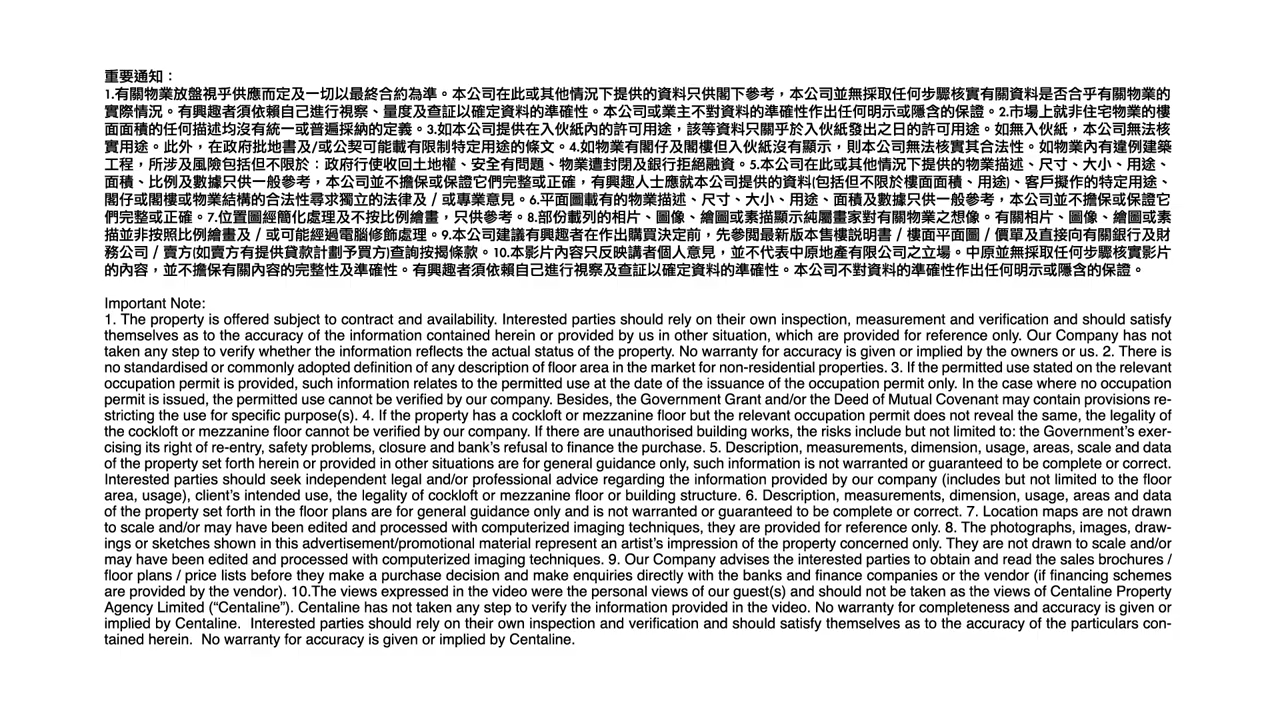 重要通知：
1.有關物業放盤視乎供應而定及一切以最終合約為準。本公司在此或其他情況下提供的資料只供閣下參考，本公司並無採取任何步驟核實有關資料是否合乎有關物業的
實際情況。有興趣者須依賴自己進行視察、量度及查証以確定資料的準確性。本公司或業主不對資料的準確性作出任何明示或隱含的保證。2.市場上就非住宅物業的樓
面面積的任何描述均沒有統一或普遍採納的定義。3.如本公司提供在入伙紙內的許可用途，該等資料只關乎於入伙紙發出之日的許可用途。如無入伙紙，本公司無法核
實用途。此外，在政府批地書及/或公契可能載有限制特定用途的條文。4.如物業有閣仔及閣樓但入伙紙沒有顯示，則本公司無法核實其合法性。如物業內有違例建築
工程，所涉及風險包括但不限於：政府行使收回土地權、安全有問題、物業遭封閉及銀行拒絕融資。5.本公司在此或其他情況下提供的物業描述、尺寸、大小、用途、
面積、比例及數據只供一般參考，本公司並不擔保或保證它們完整或正確，有興趣人士應就本公司提供的資料(包括但不限於樓面面積、用途)、客戶擬作的特定用途、
閣仔或閣樓或物業結構的合法性尋求獨立的法律及 / 或專業意見。6.平面圖載有的物業描述、尺寸、大小、用途、面積及數據只供一般參考，本公司並不擔保或保證它
們完整或正確。7.位置圖經簡化處理及不按比例繪畫，只供參考。8.部份載列的相片、圖像、繪圖或素描顯示純屬畫家對有關物業之想像。有關相片、圖像、繪圖或素
描並非按照比例繪畫及 / 或可能經過電腦修飾處理。9.本公司建議有興趣者在作出購買決定前，先參閲最新版本售樓説明書 / 樓面平面圖 / 價單及直接向有關銀行及財
務公司 / 賣方(如賣方有提供貸款計劃予買方)查詢按揭條款。10.本影片內容只反映講者個人意見，並不代表中原地產有限公司之立場。中原並無採取任何步驟核實影片
的內容，並不擔保有關內容的完整性及準確性。有興趣者須依賴自己進行視察及查証以確定資料的準確性。本公司不對資料的準確性作出任何明示或隱含的保證。
Important Note:
1. The property is offered subject to contract and availability. Interested parties should rely on their own inspection, measurement and verification and should satisfy
themselves as to the accuracy of the information contained herein or provided by us in other situation, which are provided for reference only. Our Company has not
taken any step to verify whether the information reflects the actual status of the property. No warranty for accuracy is given or implied by the owners or us. 2. There is
no standardised or commonly adopted definition of any description of floor area in the market for non-residential properties. 3. If the permitted use stated on the relevant
occupation permit is provided, such information relates to the permitted use at the date of the issuance of the occupation permit only. In the case where no occupation
permit is issued, the permitted use cannot be verified by our company. Besides, the Government Grant and/or the Deed of Mutual Covenant may contain provisions re-
stricting the use for specific purpose(s). 4. If the property has a cockloft or mezzanine floor but the relevant occupation permit does not reveal the same, the legality of
the cockloft or mezzanine floor cannot be verified by our company. If there are unauthorised building works, the risks include but not limited to: the Government's exer-
cising its right of re-entry, safety problems, closure and bank's refusal to finance the purchase. 5. Description, measurements, dimension, usage, areas, scale and data
of the property set forth herein or provided in other situations are for general guidance only, such information is not warranted or guaranteed to be complete or correct.
Interested parties should seek independent legal and/or professional advice regarding the information provided by our company (includes but not limited to the floor
area, usage), client's intended use, the legality of cockloft or mezzanine floor or building structure. 6. Description, measurements, dimension, usage, areas and data
of the property set forth in the floor plans are for general guidance only and is not warranted or guaranteed to be complete or correct. 7. Location maps are not drawn
to scale and/or may have been edited and processed with computerized imaging techniques, they are provided for reference only. 8. The photographs, images, draw-
ings or sketches shown in this advertisement/promotional material represent an artist's impression of the property concerned only. They are not drawn to scale and/or
may have been edited and processed with computerized imaging techniques. 9. Our Company advises the interested parties to obtain and read the sales brochures /
floor plans / price lists before they make a purchase decision and make enquiries directly with the banks and finance companies or the vendor (if financing schemes
are provided by the vendor). 10.The views expressed in the video were the personal views of our guest(s) and should not be taken as the views of Centaline Property
Agency Limited (“Centaline”). Centaline has not taken any step to verify the information provided in the video. No warranty for completeness and accuracy is given or
implied by Centaline.  Interested parties should rely on their own inspection and verification and should satisfy themselves as to the accuracy of the particulars con-
tained herein.  No warranty for accuracy is given or implied by Centaline.